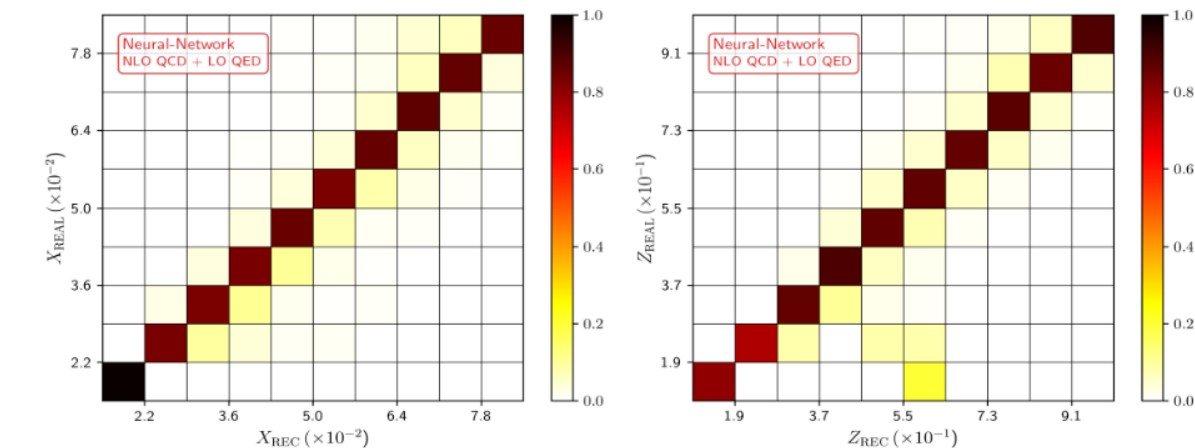 Neural-Network
NLO QCD + LO QED
X_REAL (×10⁻²)
7.8
6.4
5.0
3.6
2.2
2.2 3.6 5.0 6.4 7.8
X_REC (×10⁻²)
1.0
0.8
0.6
0.4
0.2
0.0
Neural-Network
NLO QCD + LO QED
Z_REAL (×10⁻¹)
9.1
7.3
5.5
3.7
1.9
1.9 3.7 5.5 7.3 9.1
Z_REC (×10⁻¹)
1.0
0.8
0.6
0.4
0.2
0.0